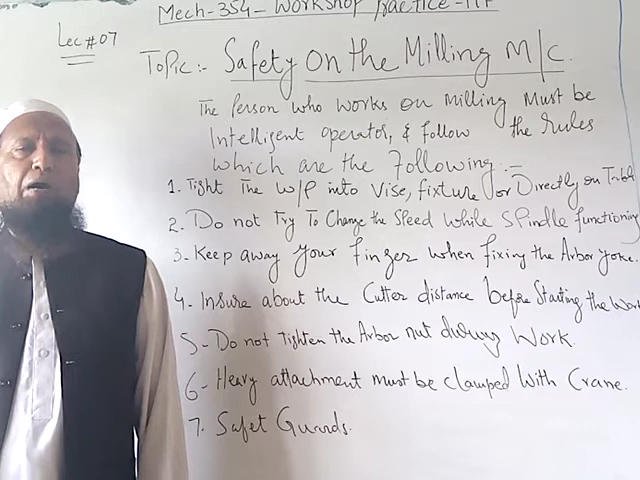 Mech-354- Workshop Practice-III
Lec#07
Topic:- Safety On the Milling M/C.
The Person who works on Milling Must be
Intelligent operator, & follow the rules
which are the following:-
1. Tight The W/P into Vise, fixture or Directly on Table
2. Do not Try To Change the Speed While Spindle functioning
3- Keep away your finger when fixing the Arbor yoke.
4- Insure about the Cutter distance before Starting the Work
5- Do not Tighten the Arbor nut during Work.
6- Heavy attachment must be clamped With Crane.
7. Safet Guards.